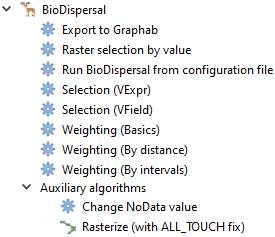 BioDispersal
Export to Graphab
Raster selection by value
Run BioDispersal from configuration file
Selection (VExpr)
Selection (VField)
Weighting (Basics)
Weighting (By distance)
Weighting (By intervals)
Auxiliary algorithms
Change NoData value
Rasterize (with ALL_TOUCH fix)